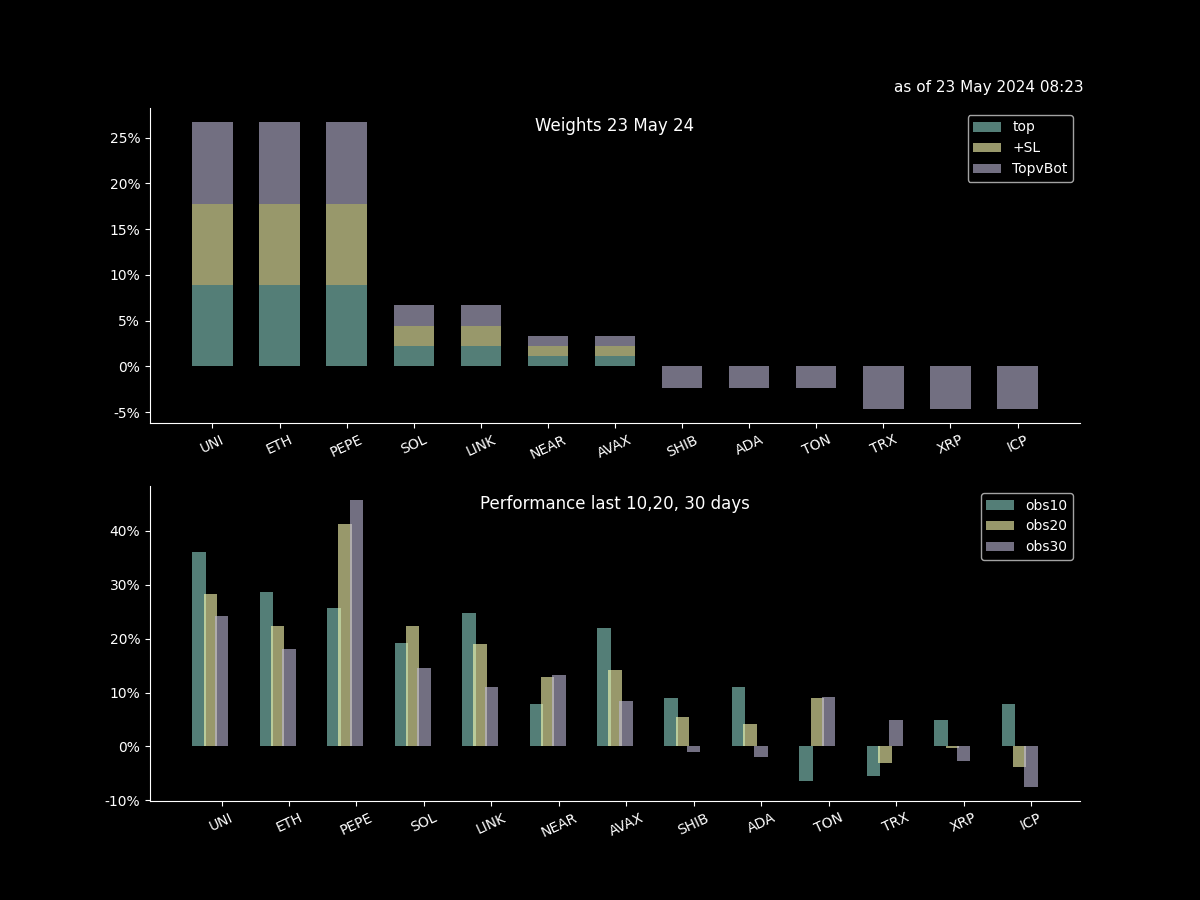 as of 23 May 2024 08:23
Weights 23 May 24
top
+SL
TopvBot
25%
20%
15%
10%
5%
0%
-5%
UNI ETH PEPE SOL LINK NEAR AVAX SHIB ADA TON TRX XRP ICP
Performance last 10,20, 30 days
obs10
obs20
obs30
40%
30%
20%
10%
0%
-10%
UNI ETH PEPE SOL LINK NEAR AVAX SHIB ADA TON TRX XRP ICP